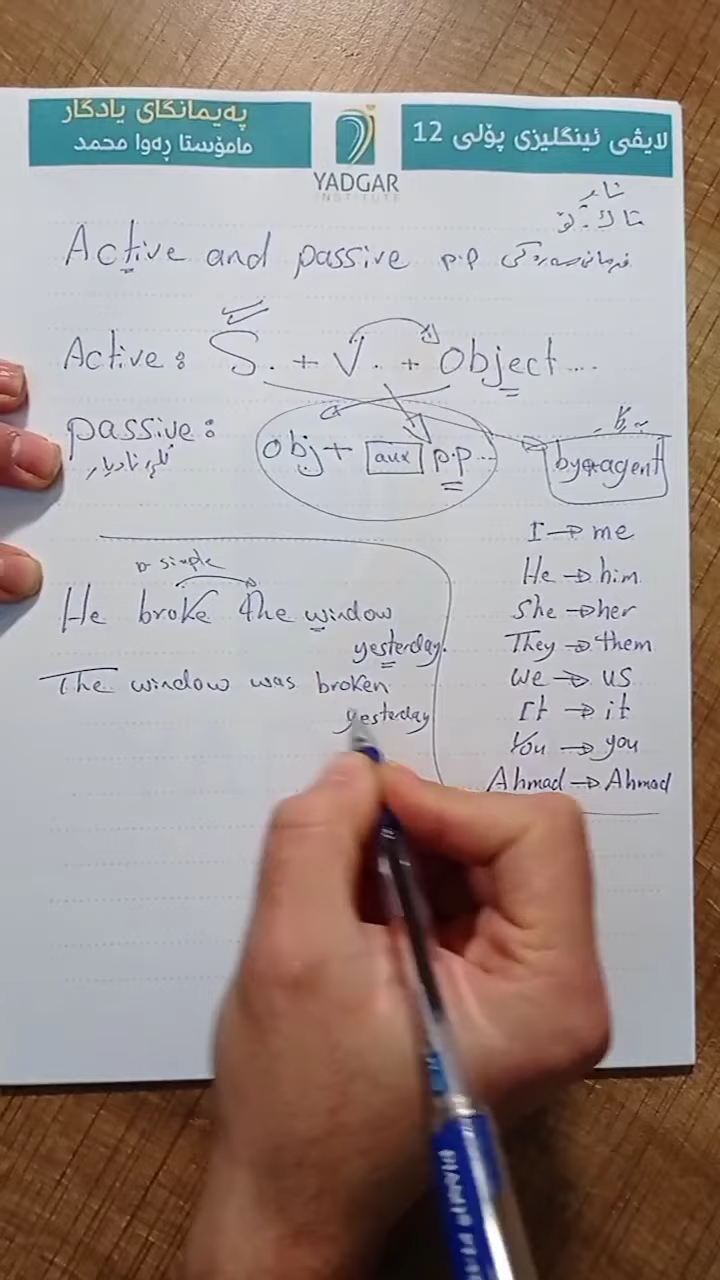 پەیمانگای یادگار
مامۆستا ڕەوا محمد
YADGAR
INSTITUTE
لایڤی ئینگلیزی پۆلی 12
Active and passive p.p
Active: S. + V. + Object...
passive: obj + aux p.p... by+agent
I → me
He → him
She → her
They → them
we → us
It → it
You → you
Ahmad → Ahmad
p simple
He broke the window
yesterday.
The window was broken
yesterday